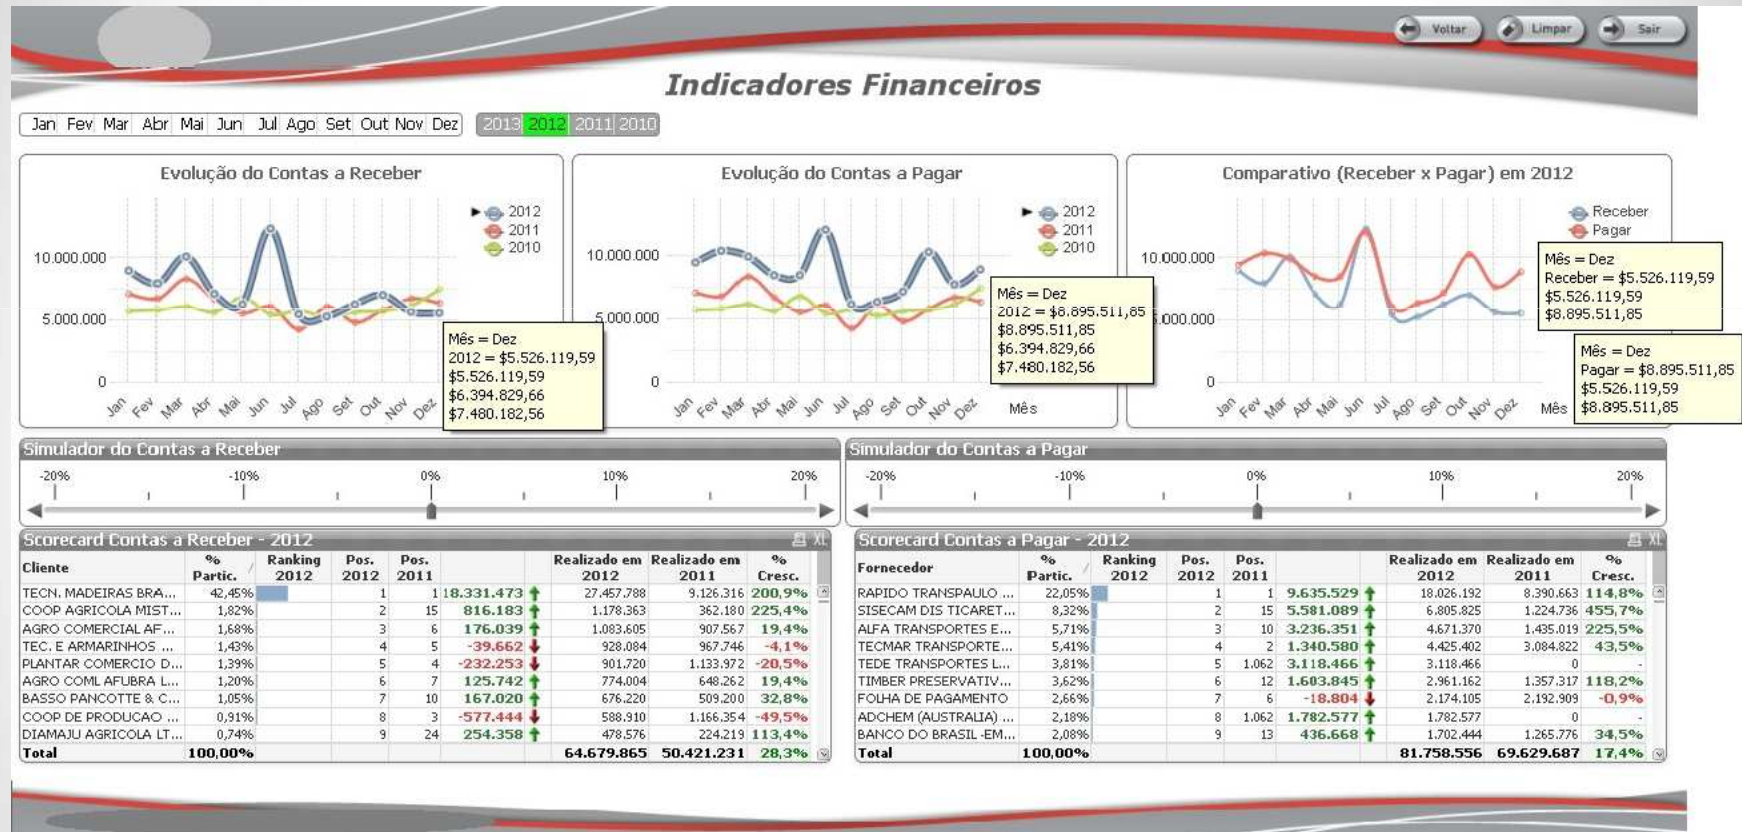 Voltar Limpar Sair
Indicadores Financeiros
Jan Fev Mar Abr Mai Jun Jul Ago Set Out Nov Dez 2013 2012 2011 2010
Evolução do Contas a Receber
2012
2011
2010
10.000.000
5.000.000
0
Jan Fev Mar Abr Mai Jun Jul Ago Set Out Nov Dez
Mês = Dez
2012 = $5.526.119,59
$5.526.119,59
$6.394.829,66
$7.480.182,56
Evolução do Contas a Pagar
2012
2011
2010
10.000.000
5.000.000
0
Jan Fev Mar Abr Mai Jun Jul Ago Set Out Nov Dez Mês
Mês = Dez
2012 = $8.895.511,85
$8.895.511,85
$6.394.829,66
$7.480.182,56
Comparativo (Receber x Pagar) em 2012
Receber
Pagar
10.000.000
.000.000
0
Jan Fev Mar Abr Mai Jun Jul Ago Set Out Nov Dez Mês
Mês = Dez
Receber = $5.526.119,59
$5.526.119,59
$8.895.511,85
Mês = Dez
Pagar = $8.895.511,85
$5.526.119,59
$8.895.511,85
Simulador do Contas a Receber
-20% -10% 0% 10% 20%
Simulador do Contas a Pagar
-20% -10% 0% 10% 20%
Scorecard Contas a Receber - 2012 XL
Cliente % Partic. Ranking 2012 Pos. 2012 Pos. 2011 Realizado em 2012 Realizado em 2011 % Cresc.
TECN. MADEIRAS BRA... 42,45% 1 1 18.331.473 27.457.788 9.126.316 200,9%
COOP AGRICOLA MIST... 1,82% 2 15 816.183 1.178.363 362.180 225,4%
AGRO COMERCIAL AF... 1,68% 3 6 176.039 1.083.605 907.567 19,4%
TEC. E ARMARINHOS ... 1,43% 4 5 -39.662 928.084 967.746 -4,1%
PLANTAR COMERCIO D... 1,39% 5 4 -232.253 901.720 1.133.972 -20,5%
AGRO COML AFUBRA L... 1,20% 6 7 125.742 774.004 648.262 19,4%
BASSO PANCOTTE & C... 1,05% 7 10 167.020 676.220 509.200 32,8%
COOP DE PRODUCAO ... 0,91% 8 3 -577.444 588.910 1.166.354 -49,5%
DIAMAJU AGRICOLA LT... 0,74% 9 24 254.358 478.576 224.219 113,4%
Total 100,00% 64.679.865 50.421.231 28,3%
Scorecard Contas a Pagar - 2012 XL
Fornecedor % Partic. Ranking 2012 Pos. 2012 Pos. 2011 Realizado em 2012 Realizado em 2011 % Cresc.
RAPIDO TRANSPAULO ... 22,05% 1 1 9.635.529 18.026.192 8.390.663 114,8%
SISECAM DIS TICARET... 8,32% 2 15 5.581.089 6.805.825 1.224.736 455,7%
ALFA TRANSPORTES E... 5,71% 3 10 3.236.351 4.671.370 1.435.019 225,5%
TECMAR TRANSPORTE... 5,41% 4 2 1.340.580 4.425.402 3.084.822 43,5%
TEDE TRANSPORTES L... 3,81% 5 1.062 3.118.466 3.118.466 0 -
TIMBER PRESERVATIV... 3,62% 6 12 1.603.845 2.961.162 1.357.317 118,2%
FOLHA DE PAGAMENTO 2,66% 7 6 -18.804 2.174.105 2.192.909 -0,9%
ADCHEM (AUSTRALIA) ... 2,18% 8 1.062 1.782.577 1.782.577 0 -
BANCO DO BRASIL -EM... 2,08% 9 13 436.668 1.702.444 1.265.776 34,5%
Total 100,00% 81.758.556 69.629.687 17,4%